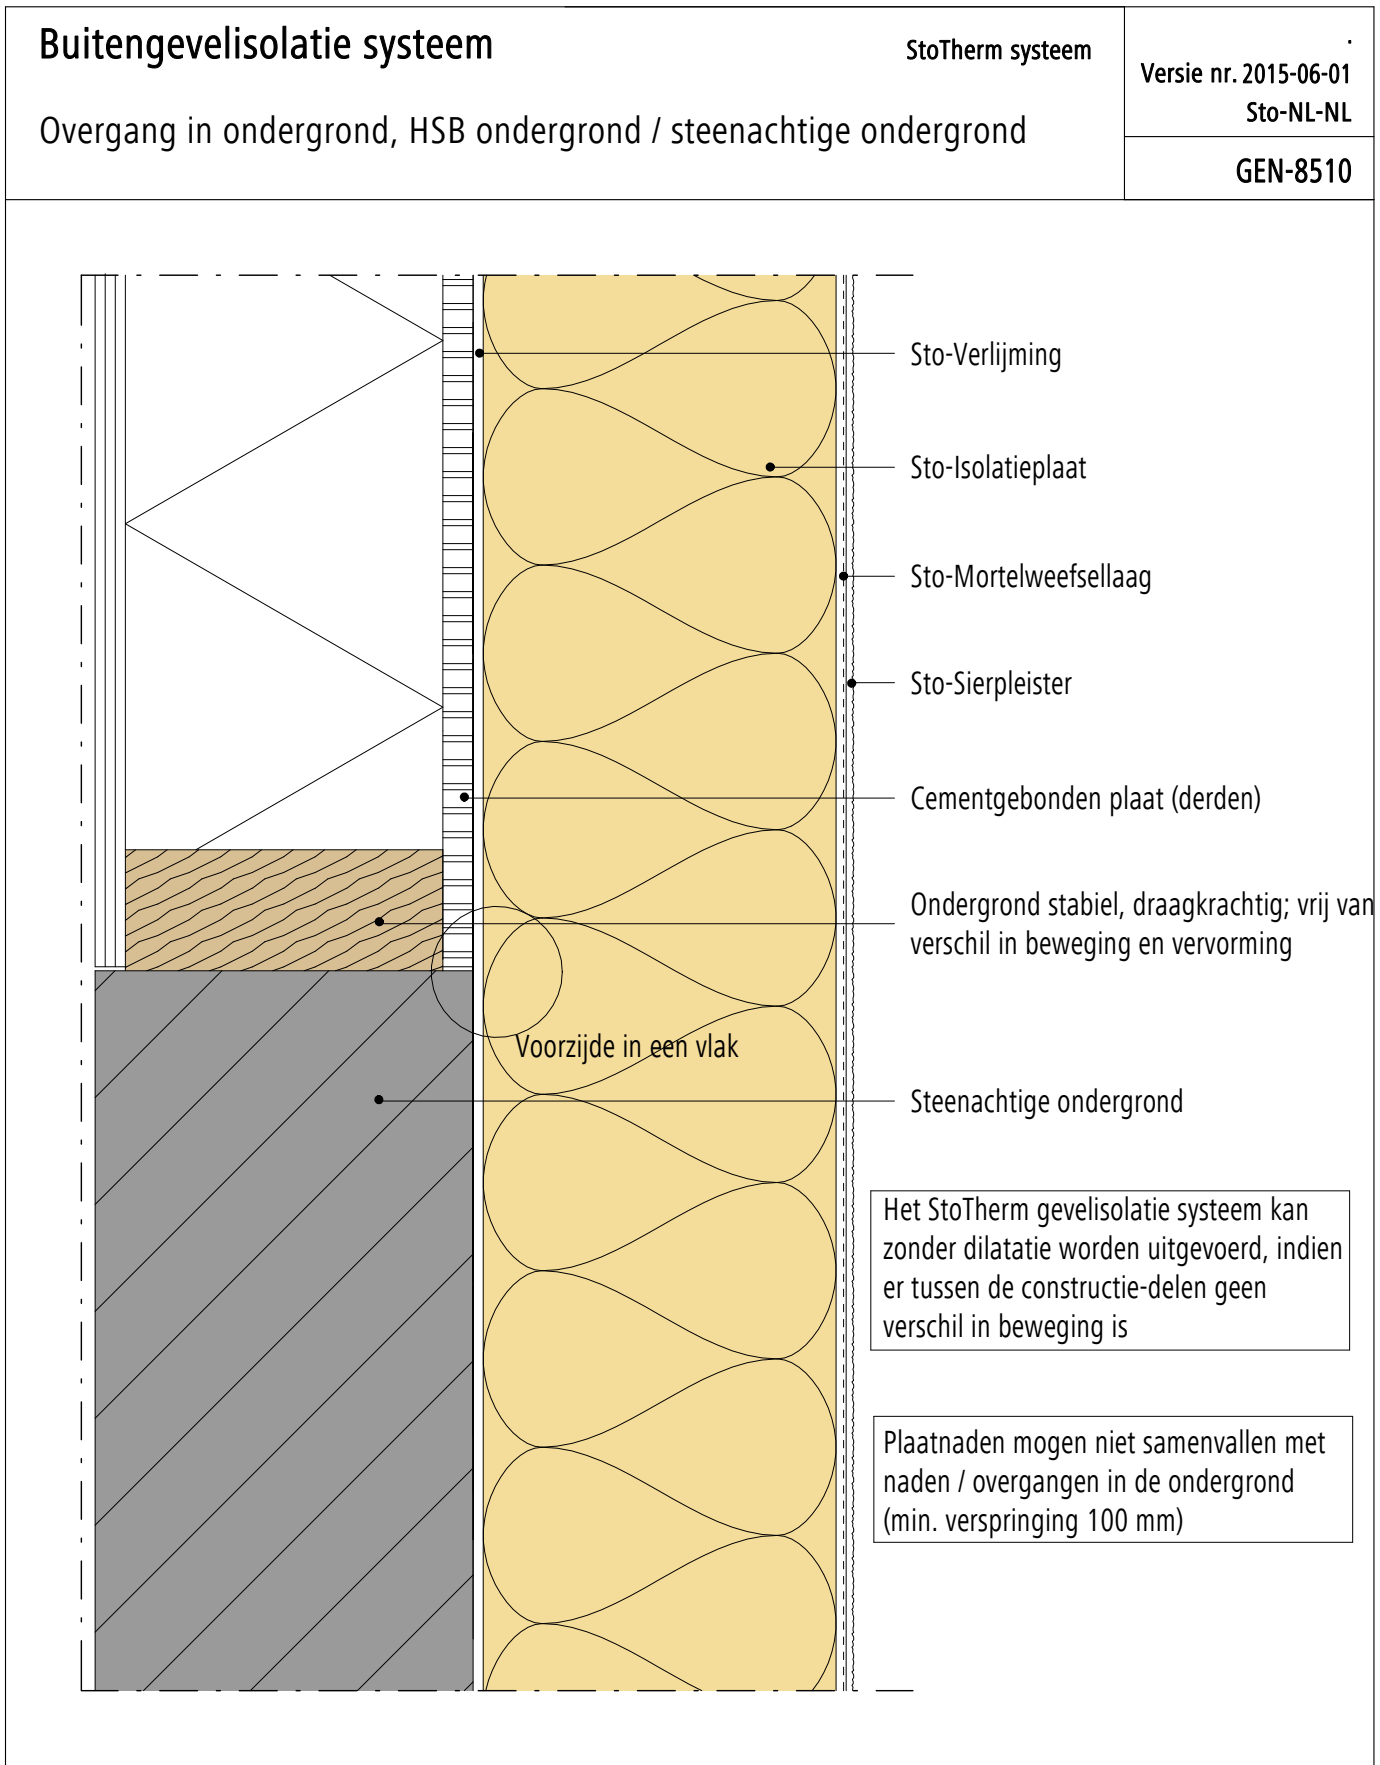 Buitengevelisolatie systeem
StoTherm systeem
.
Versie nr. 2015-06-01
Sto-NL-NL
Overgang in ondergrond, HSB ondergrond / steenachtige ondergrond
GEN-8510
Sto-Verlijming
Sto-Isolatieplaat
Sto-Mortelweefsellaag
Sto-Sierpleister
Cementgebonden plaat (derden)
Ondergrond stabiel, draagkrachtig; vrij van
verschil in beweging en vervorming
Voorzijde in een vlak
Steenachtige ondergrond
Het StoTherm gevelisolatie systeem kan
zonder dilatatie worden uitgevoerd, indien
er tussen de constructie-delen geen
verschil in beweging is
Plaatnaden mogen niet samenvallen met
naden / overgangen in de ondergrond
(min. verspringing 100 mm)